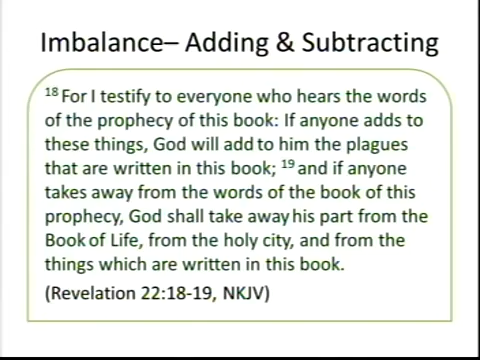 Imbalance– Adding & Subtracting
18 For I testify to everyone who hears the words
of the prophecy of this book: If anyone adds to
these things, God will add to him the plagues
that are written in this book; 19 and if anyone
takes away from the words of the book of this
prophecy, God shall take away his part from the
Book of Life, from the holy city, and from the
things which are written in this book.
(Revelation 22:18-19, NKJV)